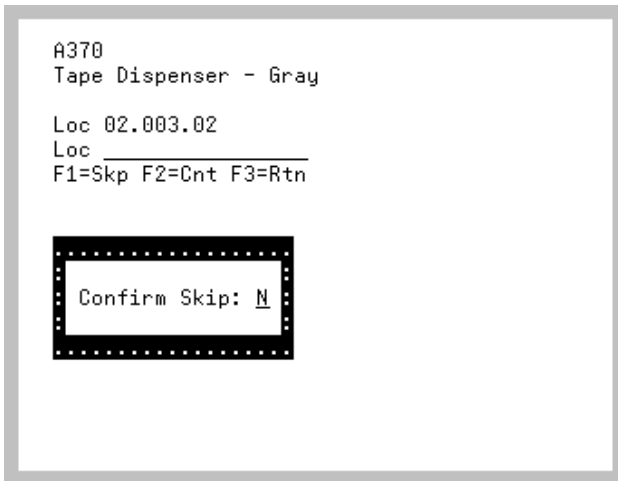 A370
Tape Dispenser - Gray
Loc 02.003.02
Loc
F1=Skp F2=Cnt F3=Rtn
Confirm Skip: N